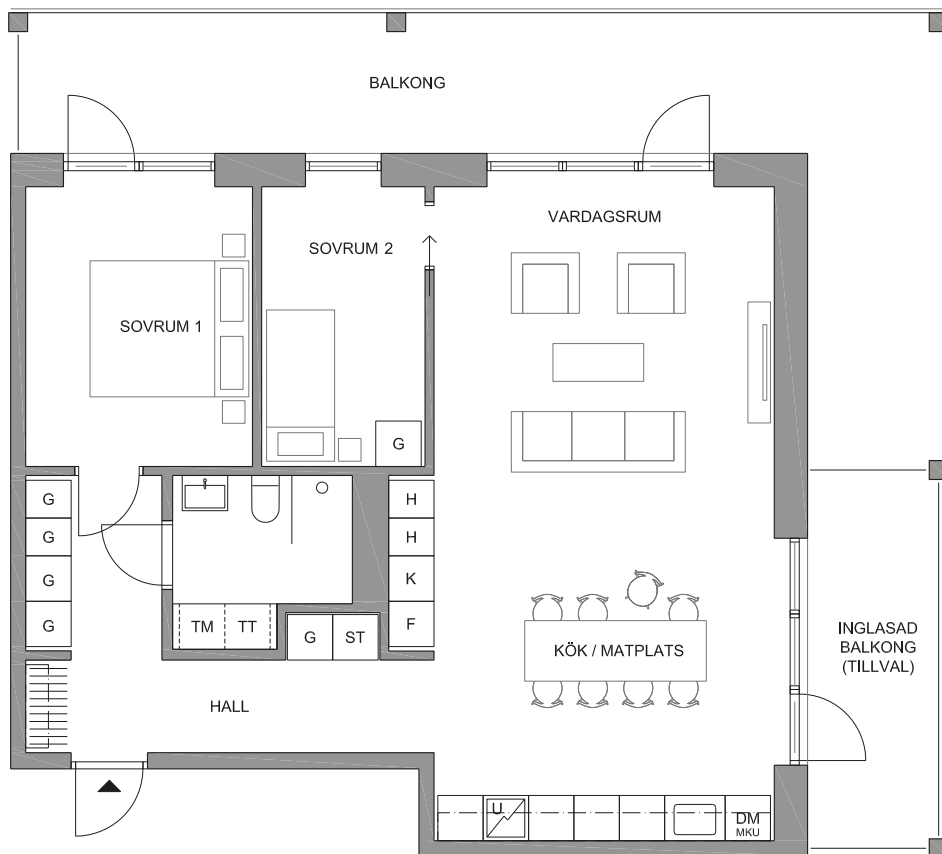 BALKONG
VARDAGSRUM
SOVRUM 2
SOVRUM 1
G
G
H
G
H
G
K
G
TM
TT
G
ST
F
KÖK / MATPLATS
INGLASAD
BALKONG
(TILLVAL)
HALL
U
DM
MKU